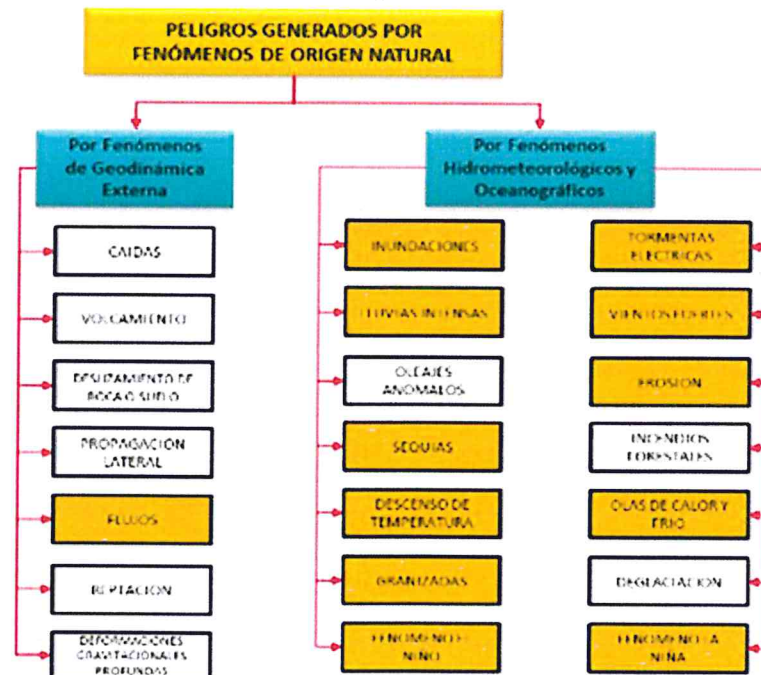 PELIGROS GENERADOS POR
FENÓMENOS DE ORIGEN NATURAL
Por Fenómenos
de Geodinámica
Externa
CAIDAS
VOLCAMIENTO
DESLIZAMIENTO DE
ROCA O SUELO
PROPAGACION
LATERAL
FLUJOS
REPTACION
DEFORMACIONES
GRAVITACIONALES
PROFUNDAS
Por Fenómenos
Hidrometeorológicos y
Oceanográficos
INUNDACIONES
LLUVIAS INTENSAS
OLEAJES
ANOMALOS
SEQUIAS
DESCENSO DE
TEMPERATURA
GRANIZADAS
FENOMENO EL
NIÑO
TORMENTAS
ELECTRICAS
VIENTOS FUERTES
EROSION
INCENDIOS
FORESTALES
OLAS DE CALOR Y
FRIO
DEGLACIACION
FENOMENO LA
NIÑA